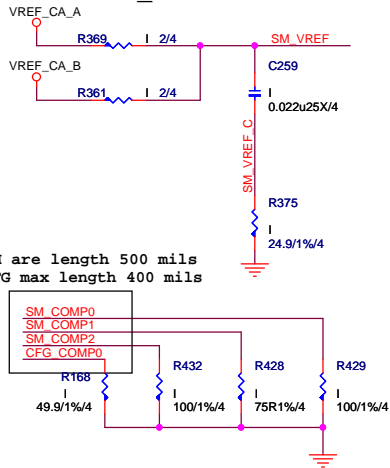 VREF_CA_A
R369 I 2/4
SM_VREF
VREF_CA_B
R361 I 2/4
C259
I
0.022u25X/4
SM_VREF_C
R375
I
24.9/1%/4
are length 500 mils
G max length 400 mils
SM_COMP0
SM_COMP1
SM_COMP2
CFG_COMP0
R168
I
49.9/1%/4
R432
I
100/1%/4
R428
I
75R1%/4
R429
I
100/1%/4